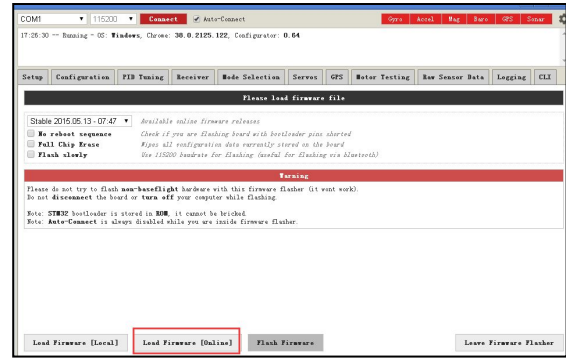 COM1 115200 Connect Auto-Connect Gyro Accel Mag Baro GPS Sonar
17:26:30 -- Running - OS: Windows, Chrome: 38.0.2125.122, Configurator: 0.64
Setup Configuration PID Tuning Receiver Mode Selection Servos GPS Motor Testing Raw Sensor Data Logging CLI
Please load firmware file
Stable 2015.05.13 - 07:47 Available online firmware releases
No reboot sequence Check if you are flashing board with bootloader pins shorted
Full Chip Erase Wipes all configuration data currently stored on the board
Flash slowly Use 115200 baudrate for flashing (useful for flashing via bluetooth)
Warning
Please do not try to flash non-baseflight hardware with this firmware flasher (it wont work).
Do not disconnect the board or turn off your computer while flashing.
Note: STM32 bootloader is stored in ROM, it cannot be bricked.
Note: Auto-Connect is always disabled while you are inside firmware flasher.
Load Firmware [Local] Load Firmware [Online] Flash Firmware Leave Firmware Flasher